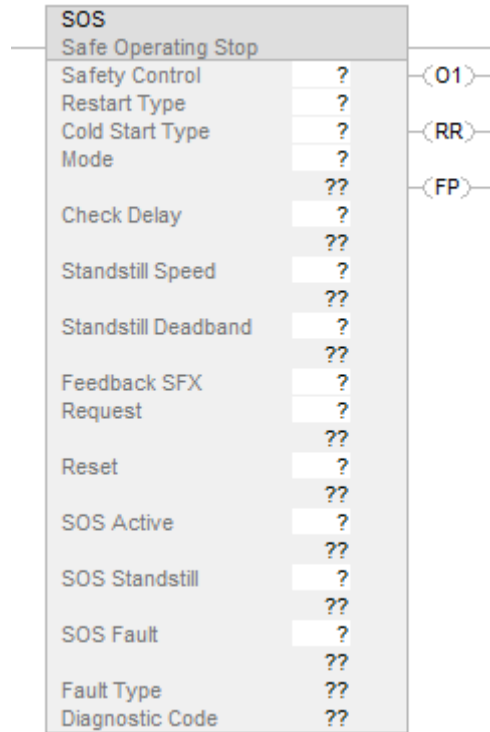 SOS
Safe Operating Stop
Safety Control ? (O1)
Restart Type ?
Cold Start Type ? (RR)
Mode ?
?? (FP)
Check Delay ?
??
Standstill Speed ?
??
Standstill Deadband ?
??
Feedback SFX ?
Request ?
??
Reset ?
??
SOS Active ?
??
SOS Standstill ?
??
SOS Fault ?
??
Fault Type ??
Diagnostic Code ??